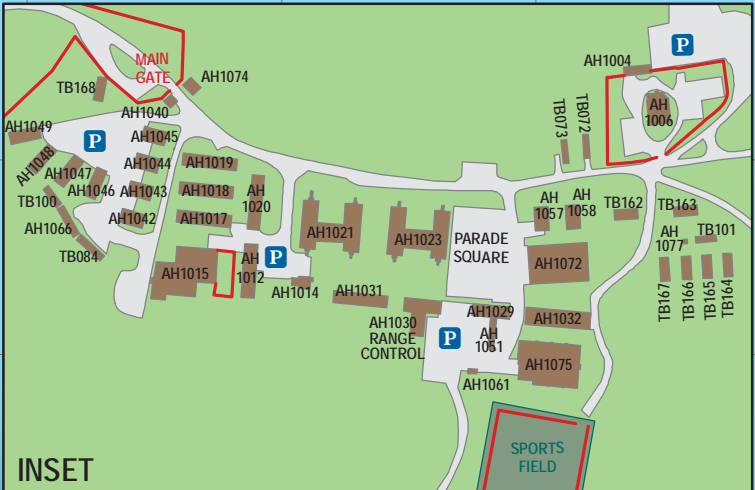 MAIN
GATE
P
AH1004
AH1074
TB168
AH
1006
AH1040
TB073
TB072
AH1049
P
AH1045
AH1048
AH1047
AH1044
AH1019
AH1046
AH1043
AH1018
AH
1020
TB100
AH1042
AH1017
AH
1057
AH
1058
TB162
TB163
AH1066
AH1021
AH1023
PARADE
SQUARE
AH
1077
TB101
TB084
AH1015
AH
1012
P
AH1072
TB167
TB166
TB165
TB164
AH1014
AH1031
AH1030
RANGE
CONTROL
AH1029
AH
1051
AH1032
P
AH1075
AH1061
SPORTS
FIELD
INSET